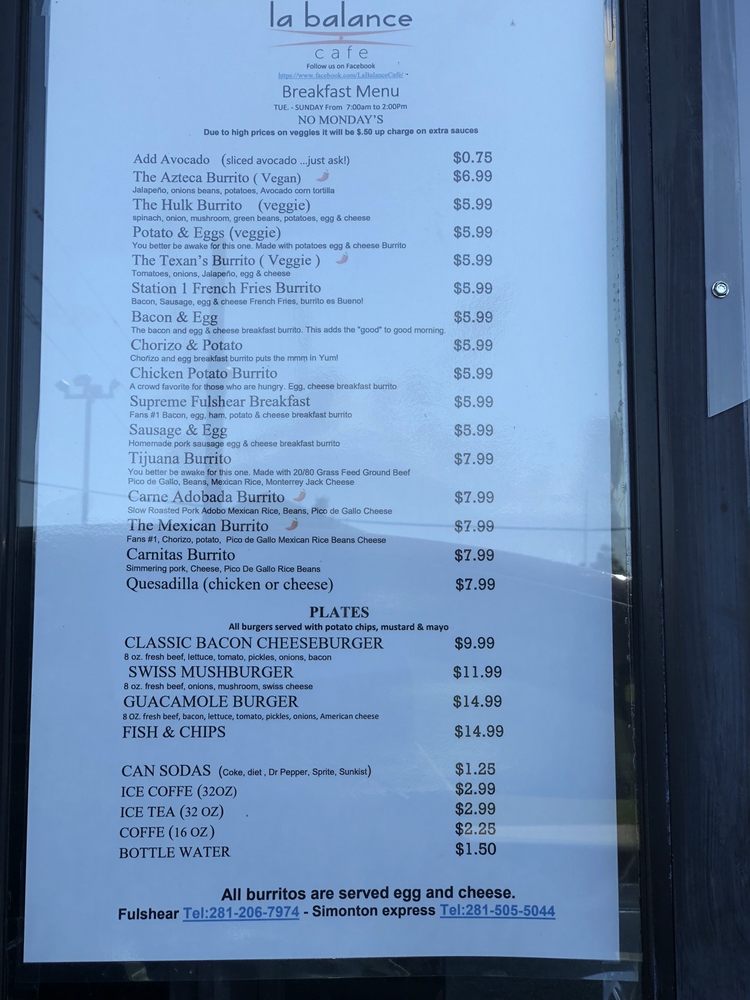 la balance
cafe
Follow us on Facebook
https://www.facebook.com/LaBalanceCafe/ -
Breakfast Menu
TUE. - SUNDAY From 7:00am to 2:00Pm
NO MONDAY'S
Due to high prices on veggies it will be $.50 up charge on extra sauces
Add Avocado (sliced avocado ...just ask!) $0.75
The Azteca Burrito ( Vegan) $6.99
Jalapeño, onions beans, potatoes, Avocado corn tortilla
The Hulk Burrito (veggie) $5.99
spinach, onion, mushroom, green beans, potatoes, egg & cheese
Potato & Eggs (veggie) $5.99
You better be awake for this one. Made with potatoes egg & cheese Burrito
The Texan's Burrito ( Veggie ) $5.99
Tomatoes, onions, Jalapeño, egg & cheese
Station 1 French Fries Burrito $5.99
Bacon, Sausage, egg & cheese French Fries, burrito es Bueno!
Bacon & Egg $5.99
The bacon and egg & cheese breakfast burrito. This adds the "good" to good morning.
Chorizo & Potato $5.99
Chorizo and egg breakfast burrito puts the mmm in Yum!
Chicken Potato Burrito $5.99
A crowd favorite for those who are hungry. Egg, cheese breakfast burrito
Supreme Fulshear Breakfast $5.99
Fans #1 Bacon, egg, ham, potato & cheese breakfast burrito
Sausage & Egg $5.99
Homemade pork sausage egg & cheese breakfast burrito
Tijuana Burrito $7.99
You better be awake for this one. Made with 20/80 Grass Feed Ground Beef
Pico de Gallo, Beans, Mexican Rice, Monterrey Jack Cheese
Carne Adobada Burrito $7.99
Slow Roasted Pork Adobo Mexican Rice, Beans, Pico de Gallo Cheese
The Mexican Burrito $7.99
Fans #1, Chorizo, potato, Pico de Gallo Mexican Rice Beans Cheese
Carnitas Burrito $7.99
Simmering pork, Cheese, Pico De Gallo Rice Beans
Quesadilla (chicken or cheese) $7.99
PLATES
All burgers served with potato chips, mustard & mayo
CLASSIC BACON CHEESEBURGER $9.99
8 oz. fresh beef, lettuce, tomato, pickles, onions, bacon
SWISS MUSHBURGER $11.99
8 oz. fresh beef, onions, mushroom, swiss cheese
GUACAMOLE BURGER $14.99
8 OZ. fresh beef, bacon, lettuce, tomato, pickles, onions, American cheese
FISH & CHIPS $14.99
CAN SODAS (Coke, diet , Dr Pepper, Sprite, Sunkist) $1.25
ICE COFFE (32OZ) $2.99
ICE TEA (32 OZ) $2.99
COFFE (16 OZ) $2.25
BOTTLE WATER $1.50
All burritos are served egg and cheese.
Fulshear Tel:281-206-7974 - Simonton express Tel:281-505-5044